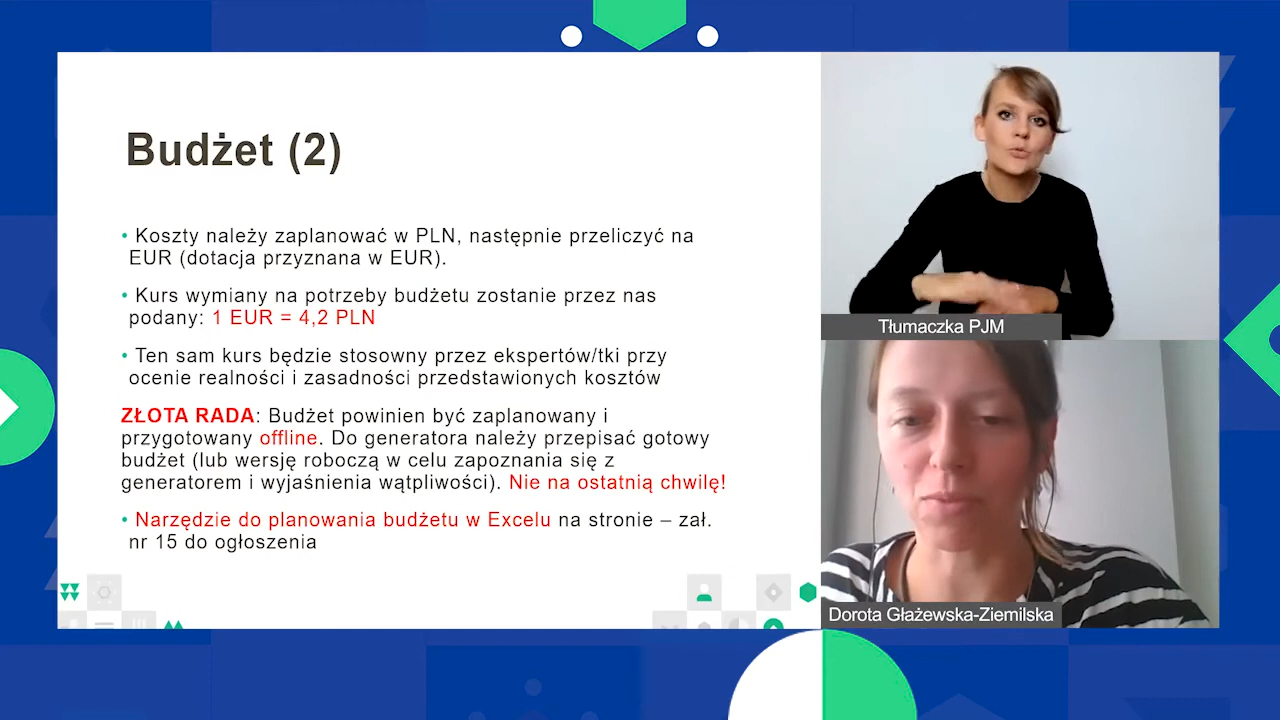 Budżet (2)
• Koszty należy zaplanować w PLN, następnie przeliczyć na
EUR (dotacja przyznana w EUR).
• Kurs wymiany na potrzeby budżetu zostanie przez nas
podany: 1 EUR = 4,2 PLN
• Ten sam kurs będzie stosowny przez ekspertów/tki przy
ocenie realności i zasadności przedstawionych kosztów
ZŁOTA RADA: Budżet powinien być zaplanowany i
przygotowany offline. Do generatora należy przepisać gotowy
budżet (lub wersję roboczą w celu zapoznania się z
generatorem i wyjaśnienia wątpliwości). Nie na ostatnią chwilę!
• Narzędzie do planowania budżetu w Excelu na stronie – zał.
nr 15 do ogłoszenia
Tłumaczka PJM
Dorota Głażewska-Ziemilska